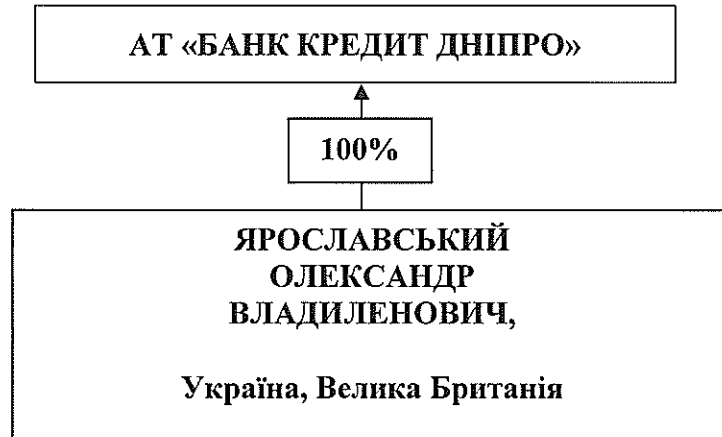 АТ «БАНК КРЕДИТ ДНІПРО»
100%
ЯРОСЛАВСЬКИЙ
ОЛЕКСАНДР
ВЛАДИЛЕНОВИЧ,
Україна, Велика Британія